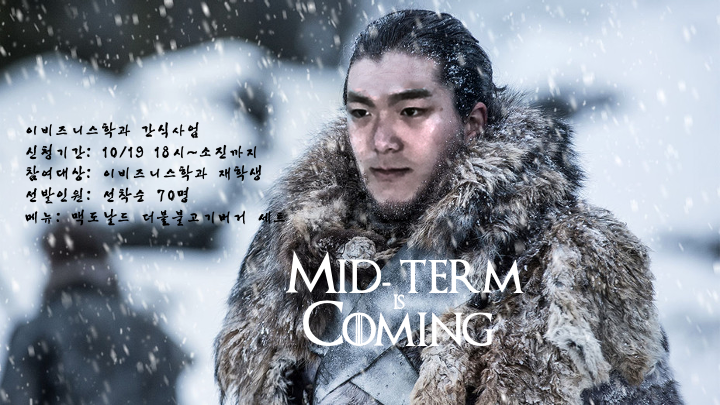 이비즈니스학과 간식사업
신청기간: 10/19 18시~소진까지
참여대상: 이비즈니스학과 재학생
선발인원: 선착순 70명
메뉴: 맥도날드 더블불고기버거 세트
MID-TERM
IS
COMING